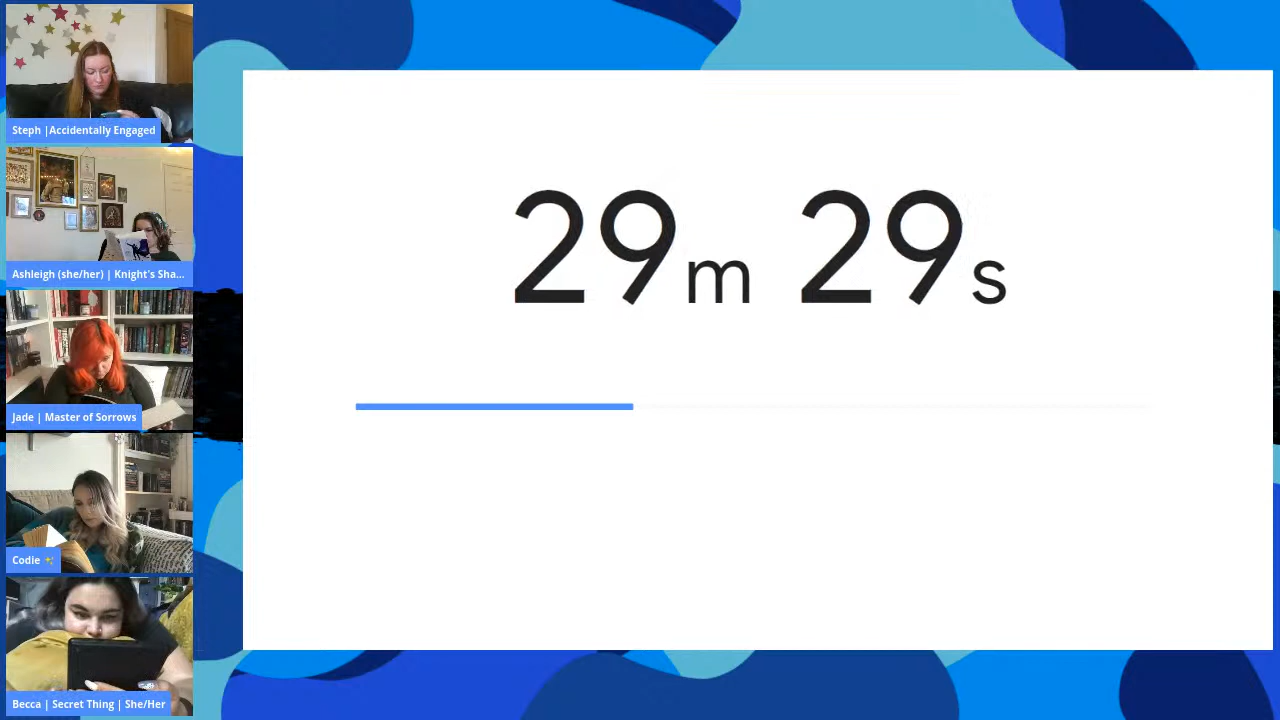 Steph |Accidentally Engaged
Ashleigh (she/her) | Knight's Sha...
Jade | Master of Sorrows
Codie ✨
Becca | Secret Thing | She/Her
29m 29s